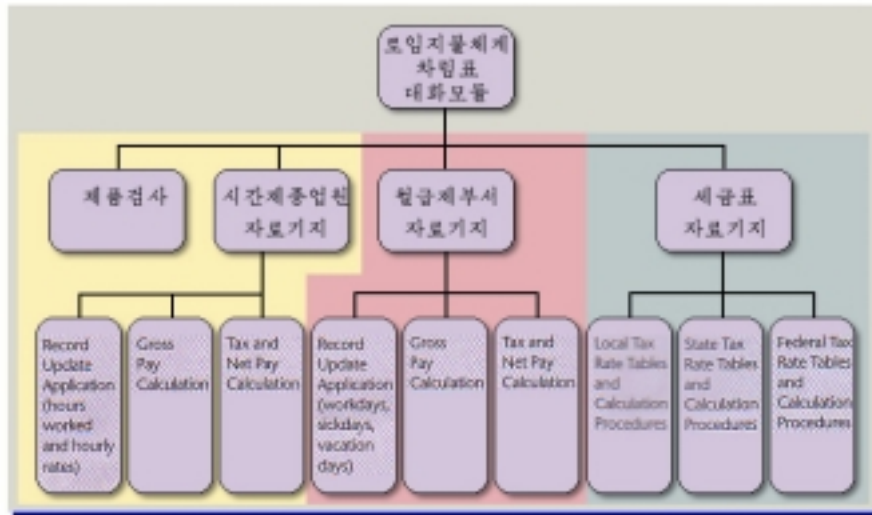 로임지불체계
차림표
대화모듈
제품검사
시간제종업원
자료기지
월급제부서
자료기지
세금표
자료기지
Record
Update
Application
(hours
worked
and hourly
rates)
Gross
Pay
Calculation
Tax and
Net Pay
Calculation
Record
Update
Application
(workdays,
sickdays,
vacation
days)
Gross
Pay
Calculation
Tax and
Net Pay
Calculation
Local Tax
Rate Tables
and
Calculation
Procedures
State Tax
Rate Tables
and
Calculation
Procedures
Federal Tax
Rate Tables
and
Calculation
Procedures